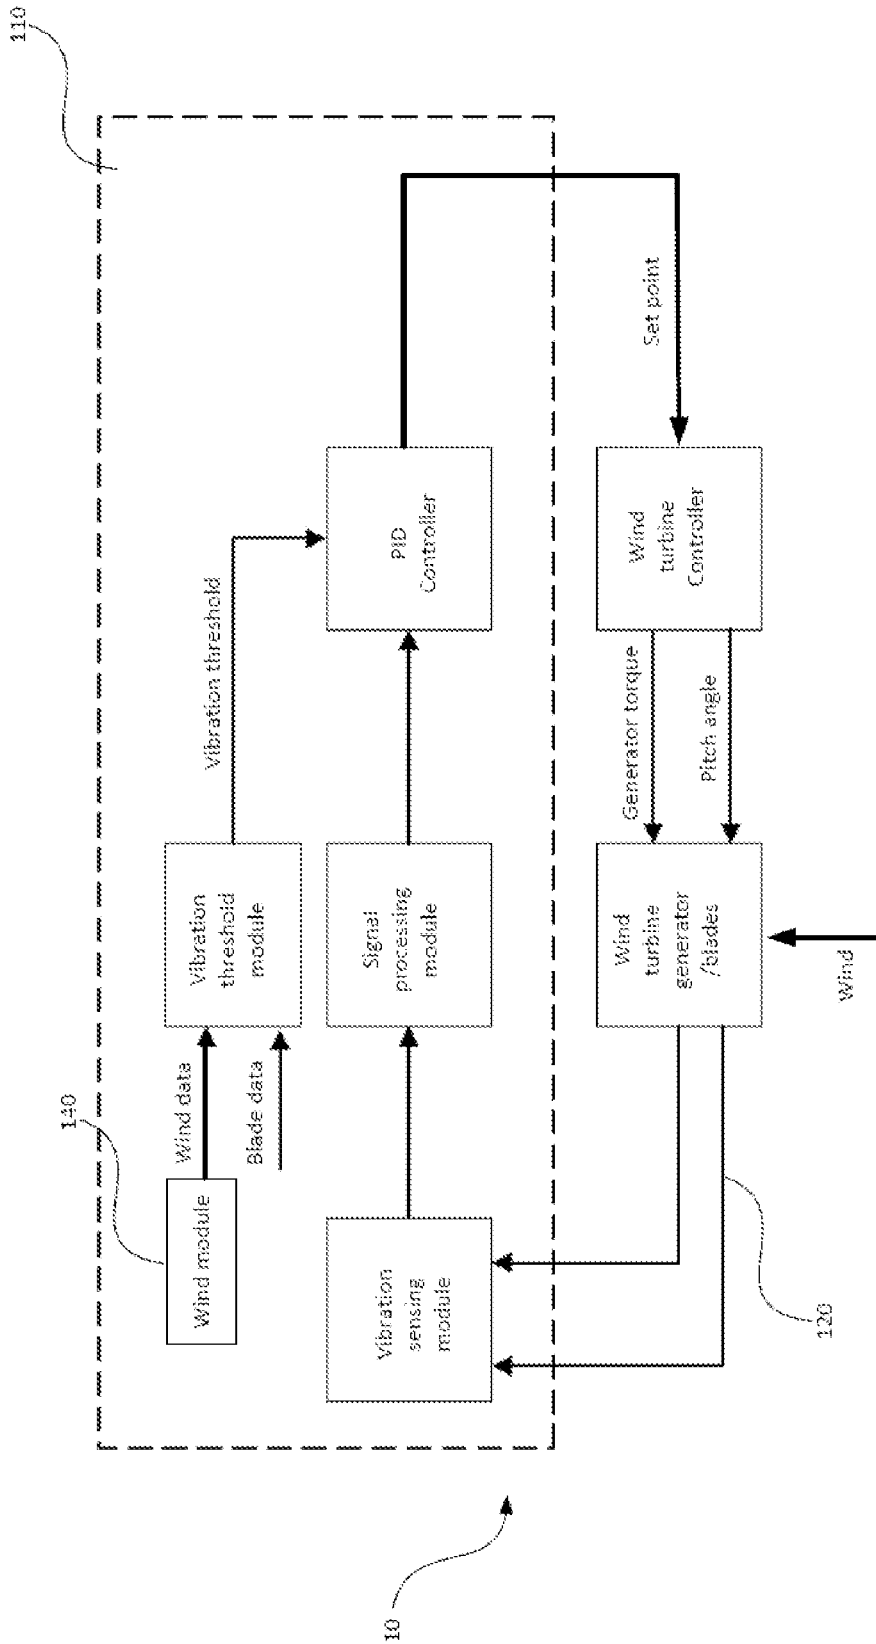 110
140
Wind module
Wind data
Blade data
Vibration
threshold
module
Vibration threshold
Vibration
sensing
module
Signal
processing
module
PID
Controller
Set point
Wind
turbine
generator
/blades
Generator torque
Pitch angle
Wind
turbine
Controller
Wind
120
10